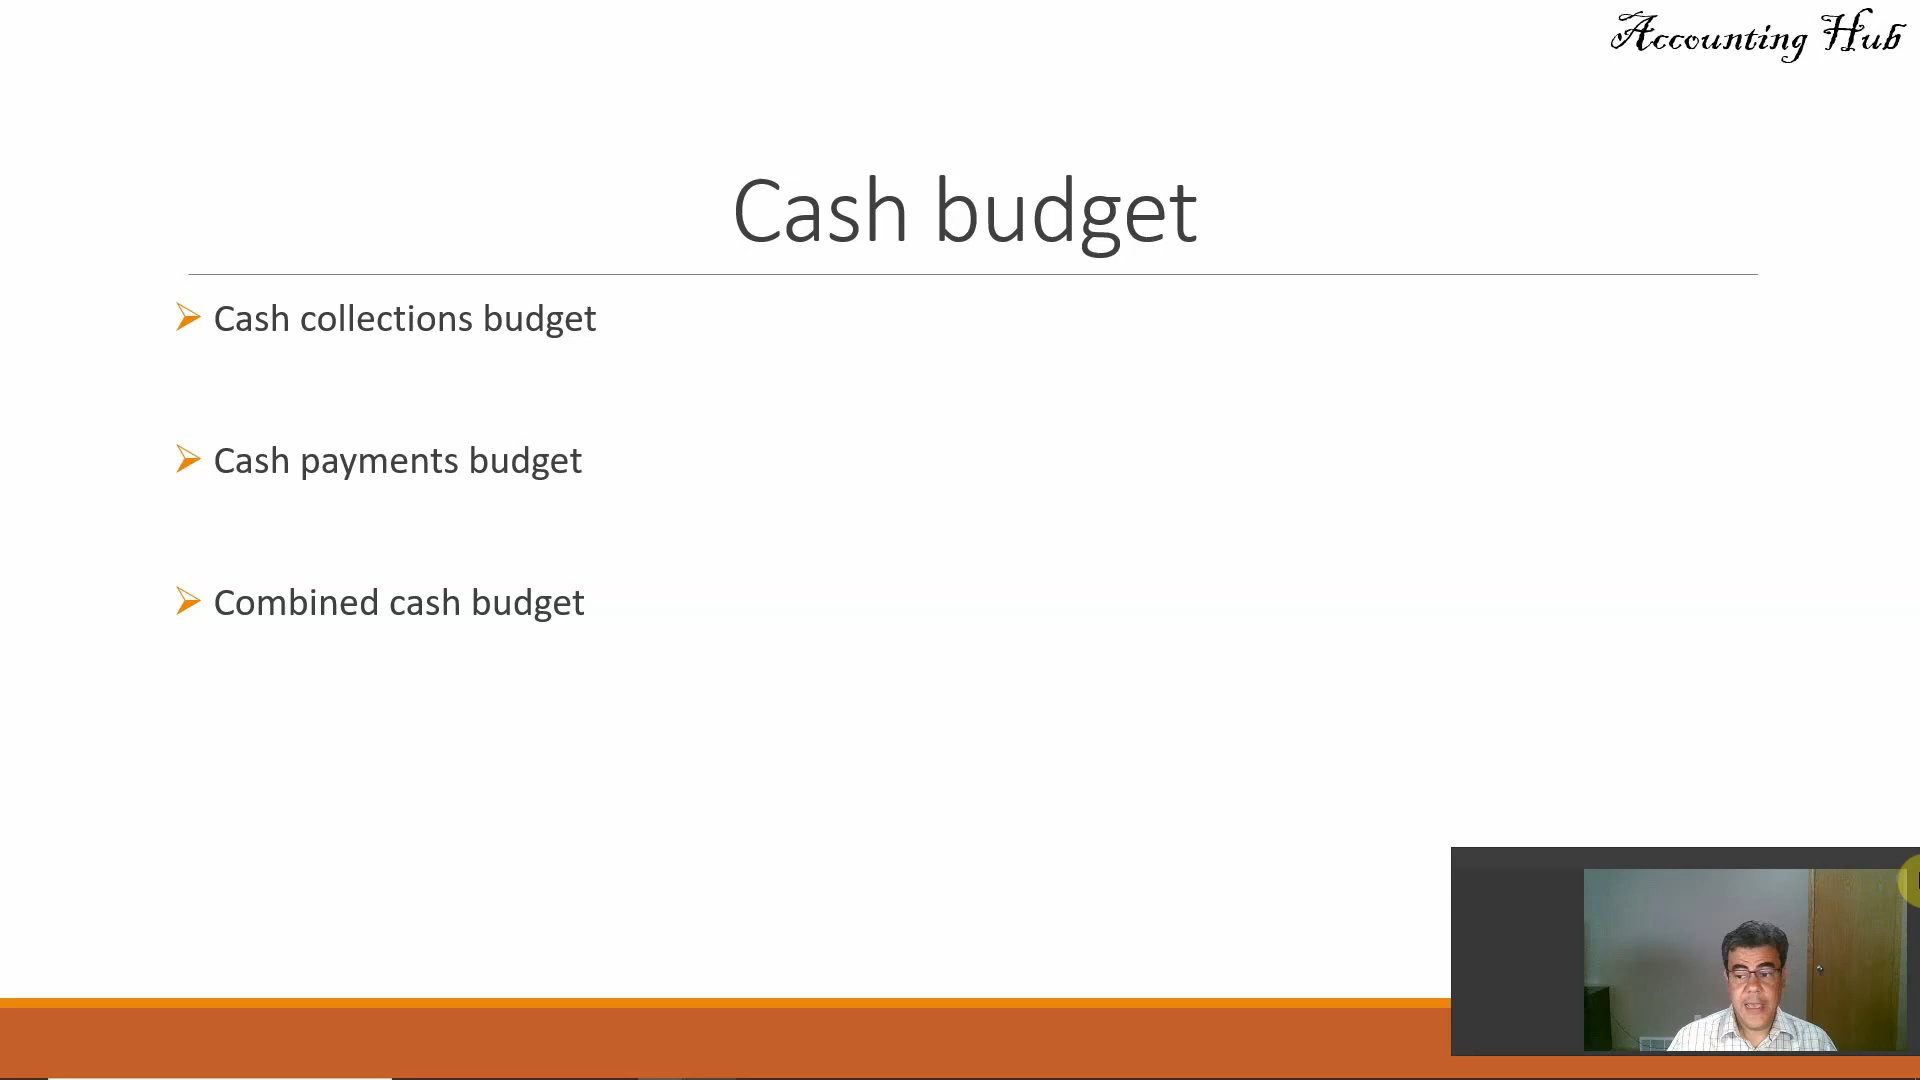 Accounting Hub
Cash budget
Cash collections budget
Cash payments budget
Combined cash budget